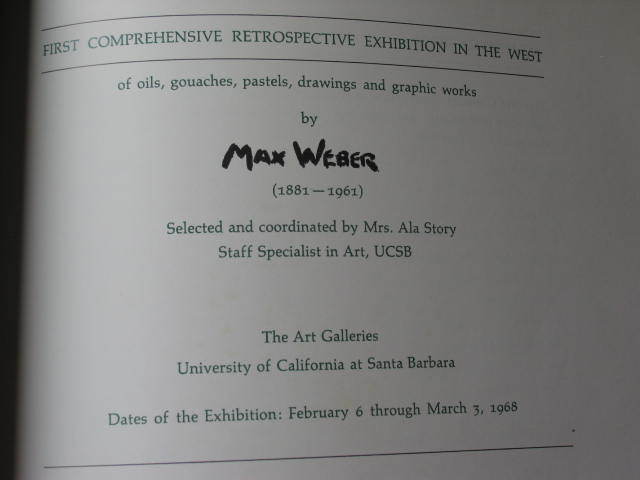 FIRST COMPREHENSIVE RETROSPECTIVE EXHIBITION IN THE WEST
of oils, gouaches, pastels, drawings and graphic works
by
MAX WEBER
(1881—1961)
Selected and coordinated by Mrs. Ala Story
Staff Specialist in Art, UCSB
The Art Galleries
University of California at Santa Barbara
Dates of the Exhibition: February 6 through March 3, 1968